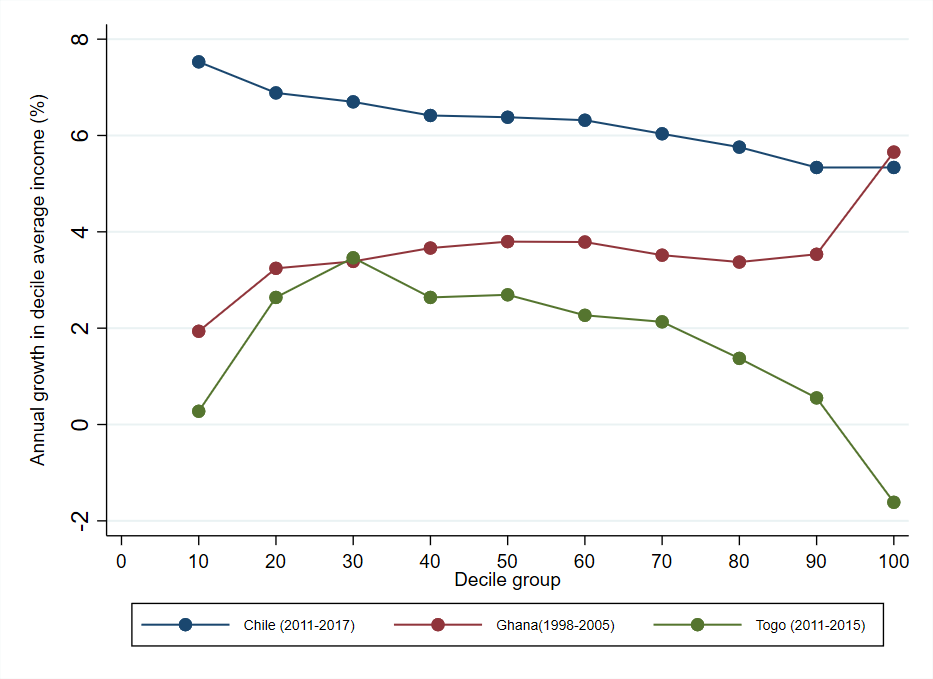 Annual growth in decile average income (%)
8
6
4
2
0
-2
0 10 20 30 40 50 60 70 80 90 100
Decile group
Chile (2011-2017) Ghana(1998-2005) Togo (2011-2015)